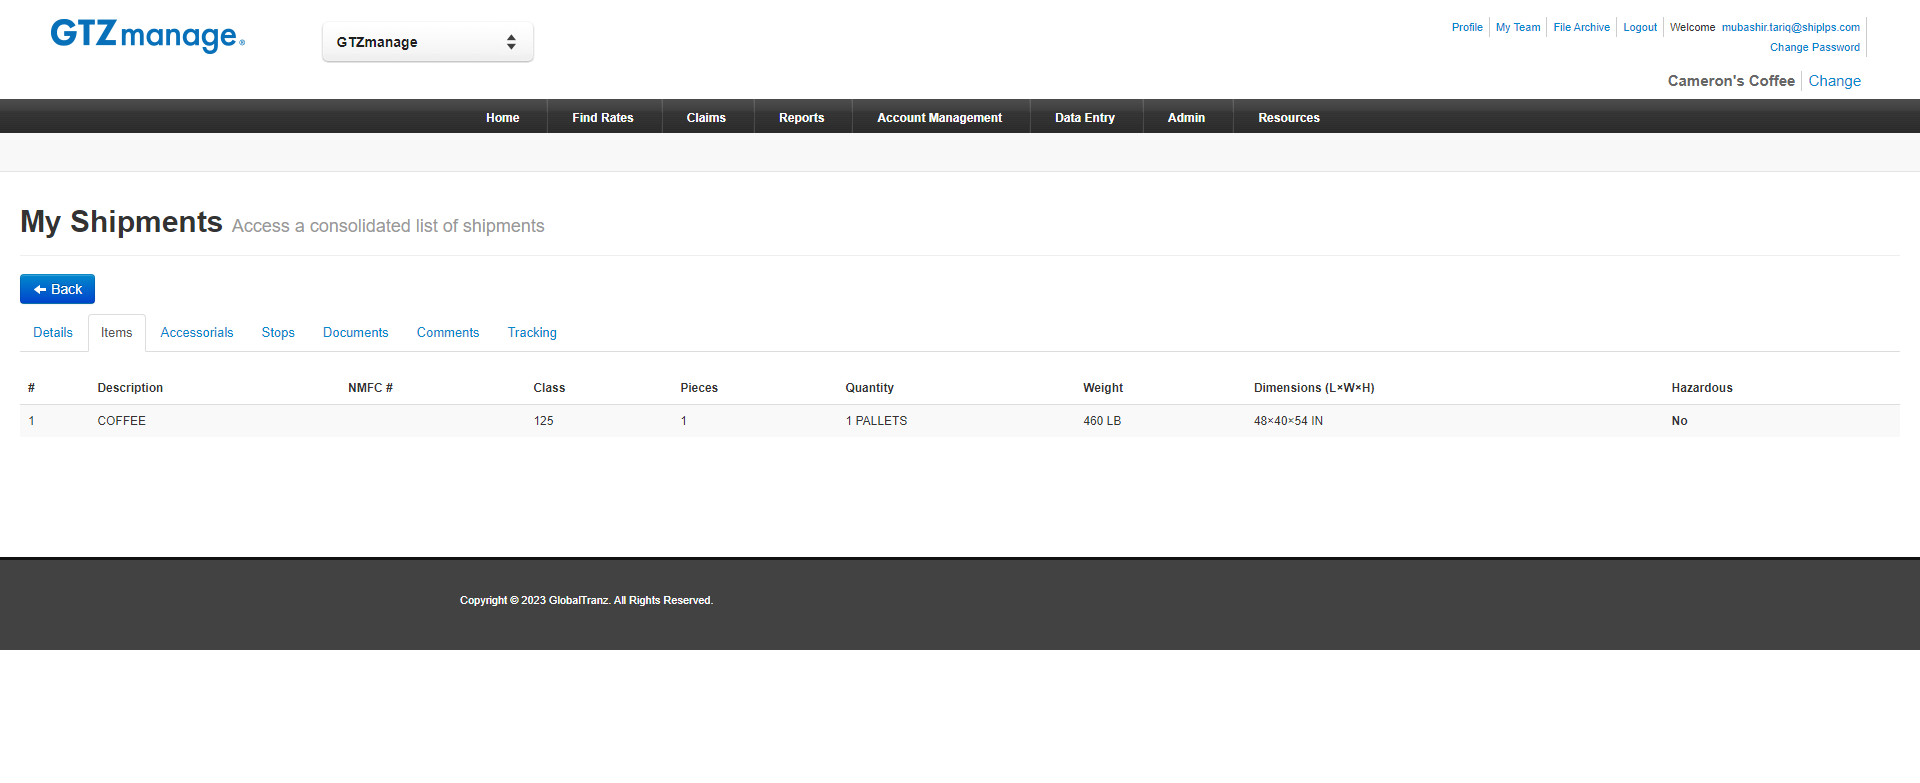 GTZmanage®
GTZmanage
Profile My Team File Archive Logout Welcome mubashir.tariq@shiplps.com
Change Password
Cameron's Coffee Change
Home Find Rates Claims Reports Account Management Data Entry Admin Resources
My Shipments Access a consolidated list of shipments
Back
Details Items Accessorials Stops Documents Comments Tracking
# Description NMFC # Class Pieces Quantity Weight Dimensions (L×W×H) Hazardous
1 COFFEE 125 1 1 PALLETS 460 LB 48×40×54 IN No
Copyright © 2023 GlobalTranz. All Rights Reserved.